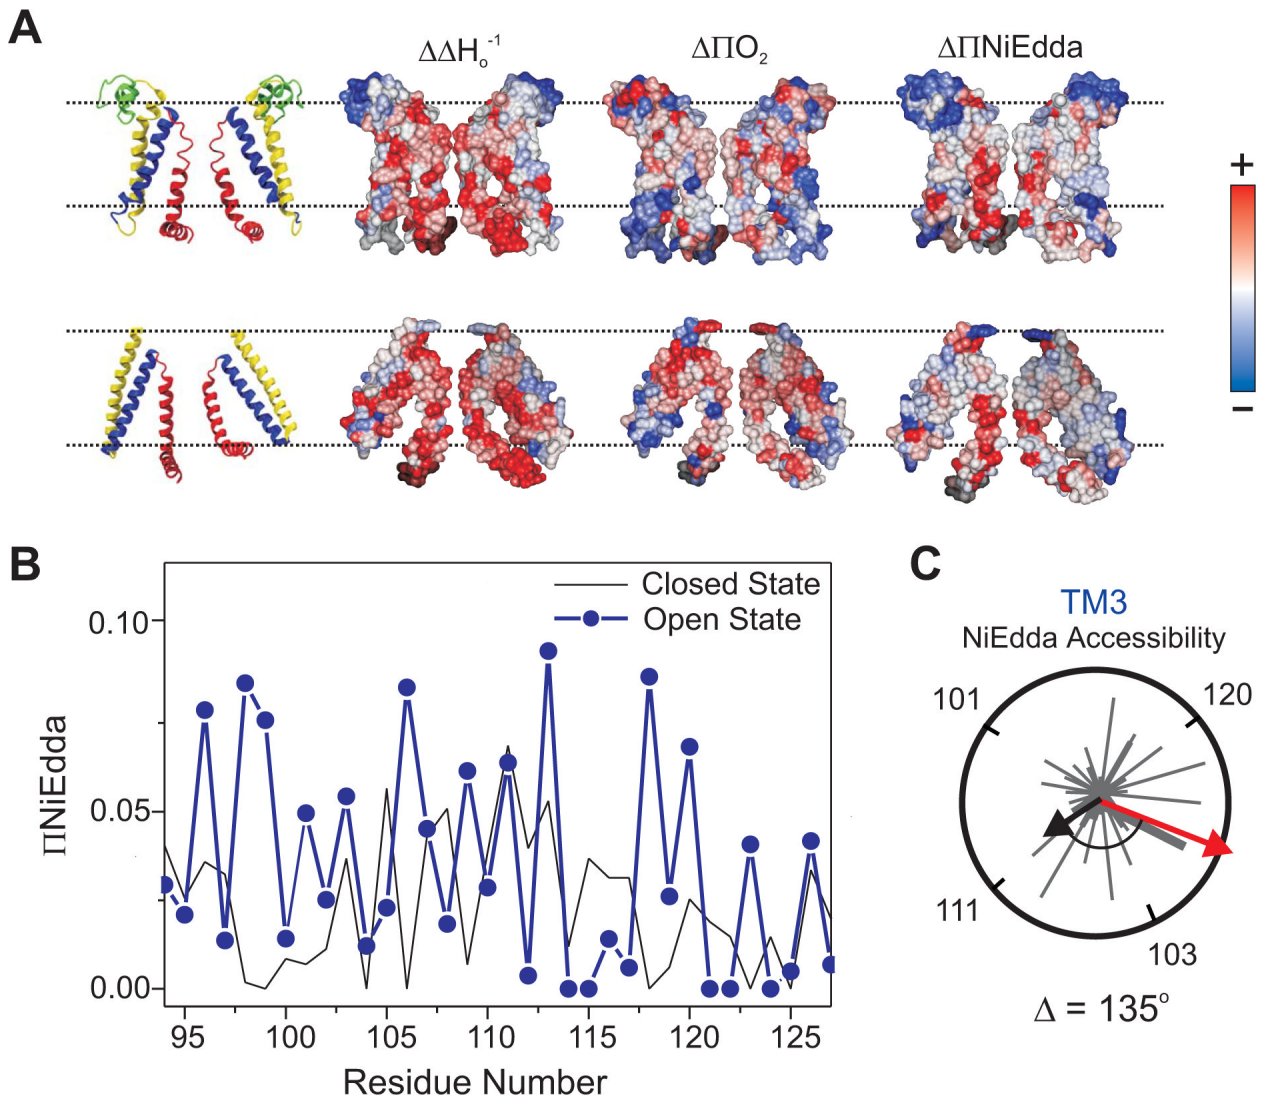 A
ΔΔHₒ⁻¹
ΔΠO₂
ΔΠNiEdda
+
−
B
Closed State
Open State
0.10
0.05
0.00
ΠNiEdda
95
100
105
110
115
120
125
Residue Number
C
TM3
NiEdda Accessibility
101
120
111
103
Δ = 135°